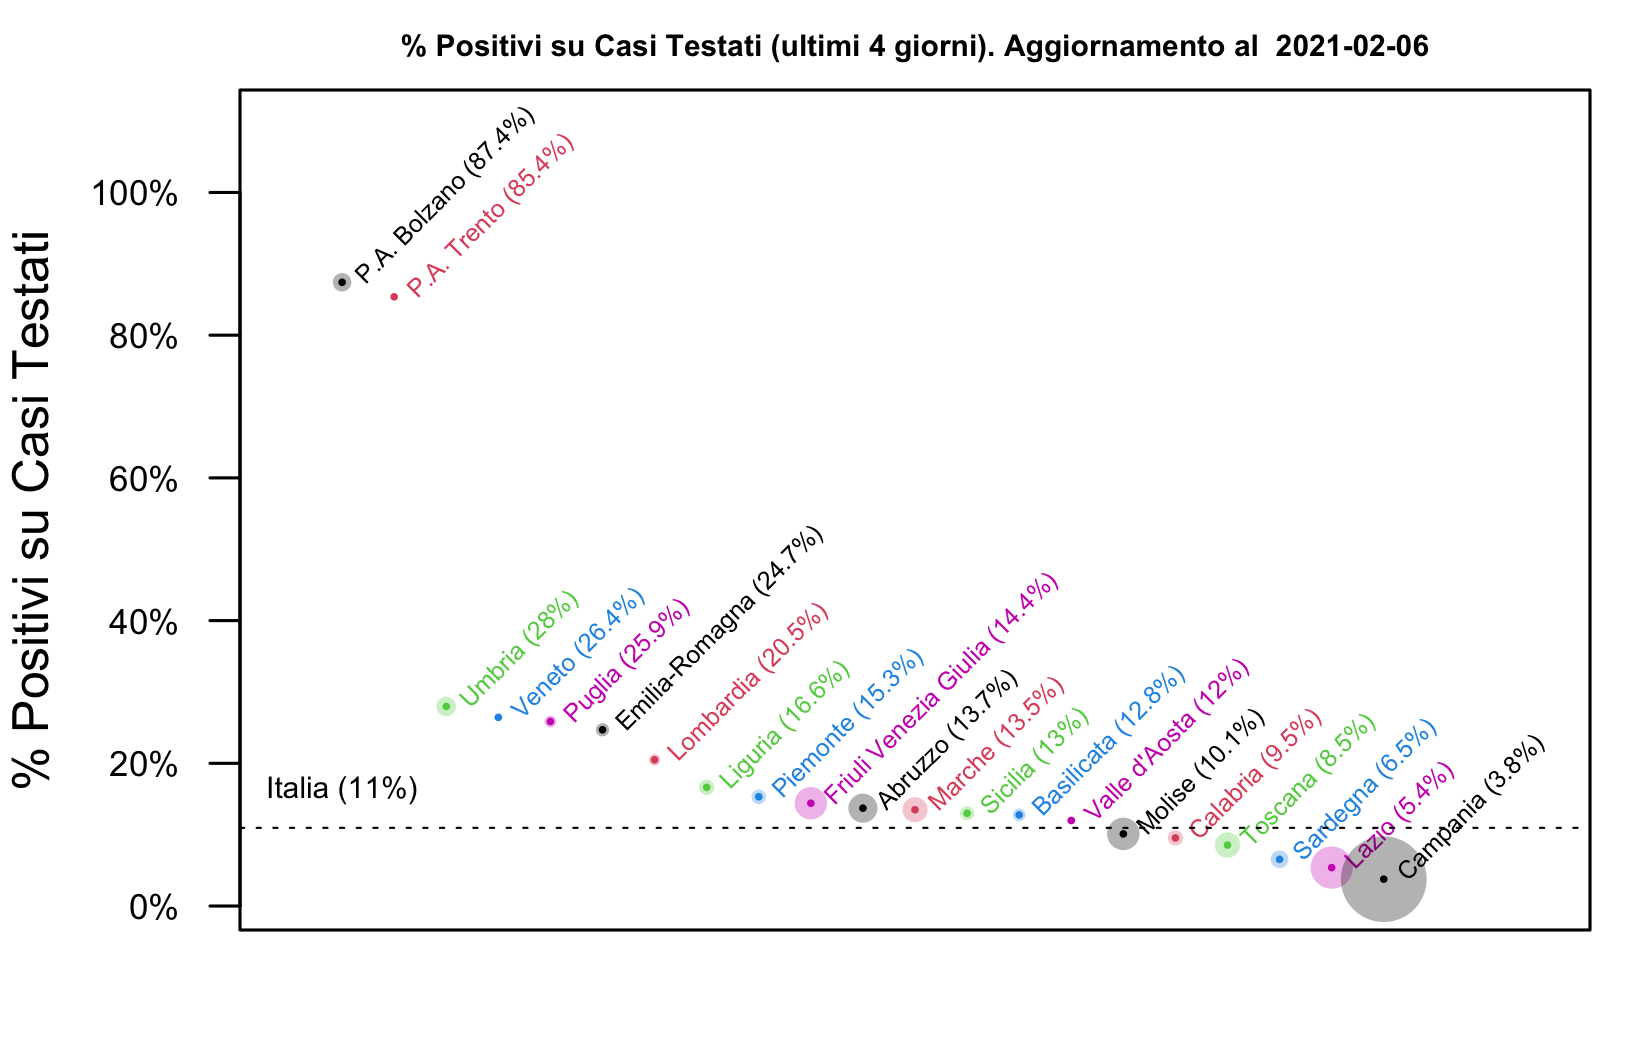 % Positivi su Casi Testati (ultimi 4 giorni). Aggiornamento al  2021-02-06
% Positivi su Casi Testati
100%
80%
60%
40%
20%
0%
P.A. Bolzano (87.4%)
P.A. Trento (85.4%)
Umbria (28%)
Veneto (26.4%)
Puglia (25.9%)
Emilia-Romagna (24.7%)
Lombardia (20.5%)
Liguria (16.6%)
Piemonte (15.3%)
Friuli Venezia Giulia (14.4%)
Abruzzo (13.7%)
Marche (13.5%)
Sicilia (13%)
Basilicata (12.8%)
Valle d'Aosta (12%)
Molise (10.1%)
Calabria (9.5%)
Toscana (8.5%)
Sardegna (6.5%)
Lazio (5.4%)
Campania (3.8%)
Italia (11%)